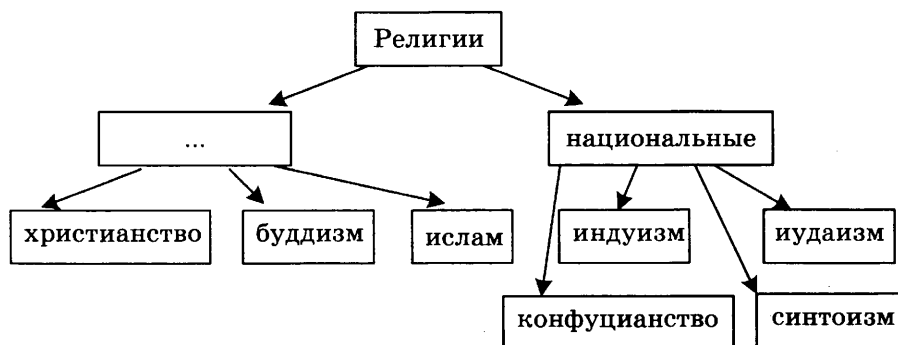 Религии
...
национальные
христианство
буддизм
ислам
индуизм
иудаизм
конфуцианство
синтоизм